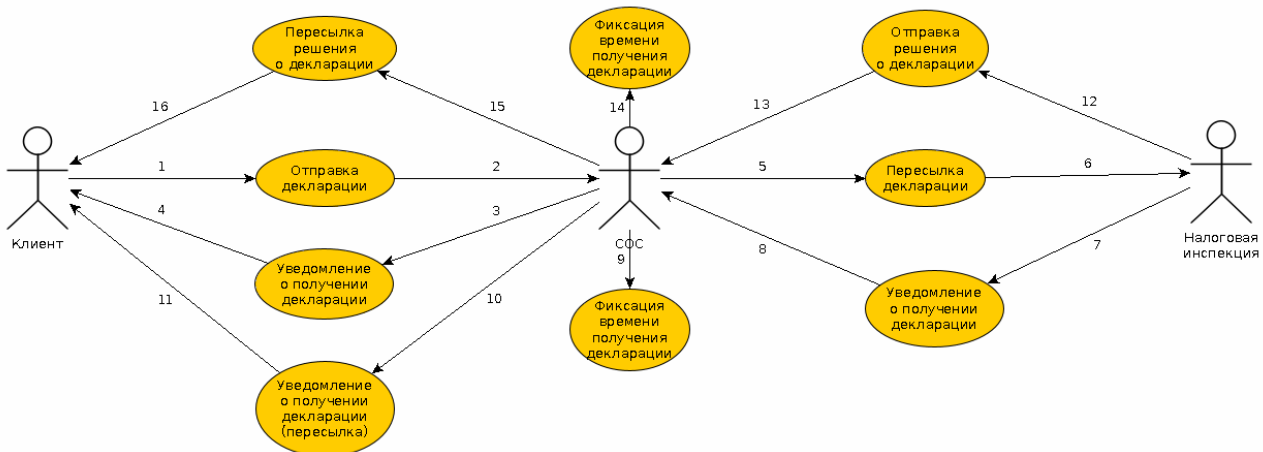 Пересылка
решения
о декларации
Фиксация
времени
получения
декларации
Отправка
решения
о декларации
16
15
14
13
12
1
Отправка
декларации
2
5
Пересылка
декларации
6
Клиент
4
3
СОС
9
8
7
Налоговая
инспекция
Уведомление
о получении
декларации
11
10
Фиксация
времени
получения
декларации
Уведомление
о получении
декларации
Уведомление
о получении
декларации
(пересылка)